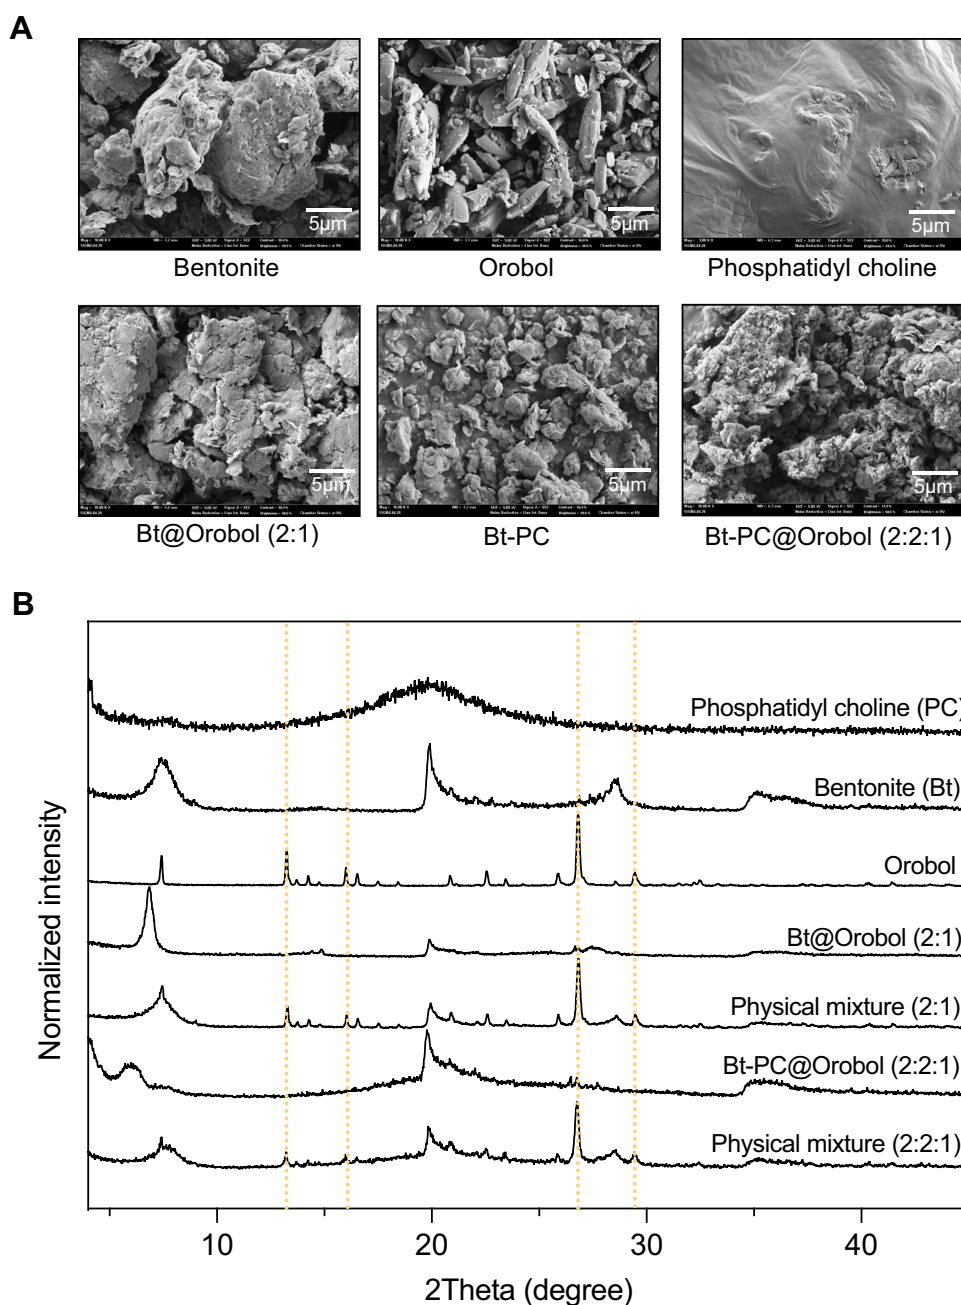 A
5µm
5µm
5µm
Bentonite
Orobol
Phosphatidyl choline
5µm
5µm
5µm
Bt@Orobol (2:1)
Bt-PC
Bt-PC@Orobol (2:2:1)
B
Normalized intensity
Phosphatidyl choline (PC)
Bentonite (Bt)
Orobol
Bt@Orobol (2:1)
Physical mixture (2:1)
Bt-PC@Orobol (2:2:1)
Physical mixture (2:2:1)
10
20
30
40
2Theta (degree)